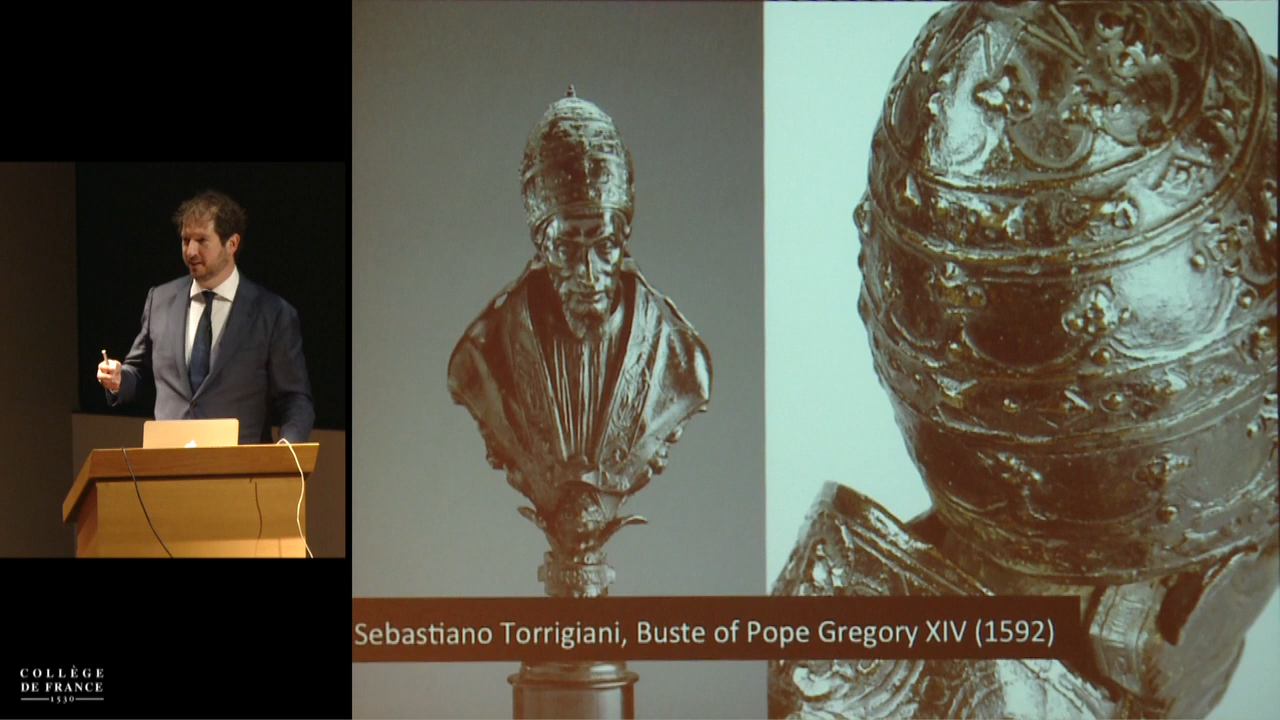 Sebastiano Torrigiani, Buste of Pope Gregory XIV (1592)
COLLÈGE
DE FRANCE
1530